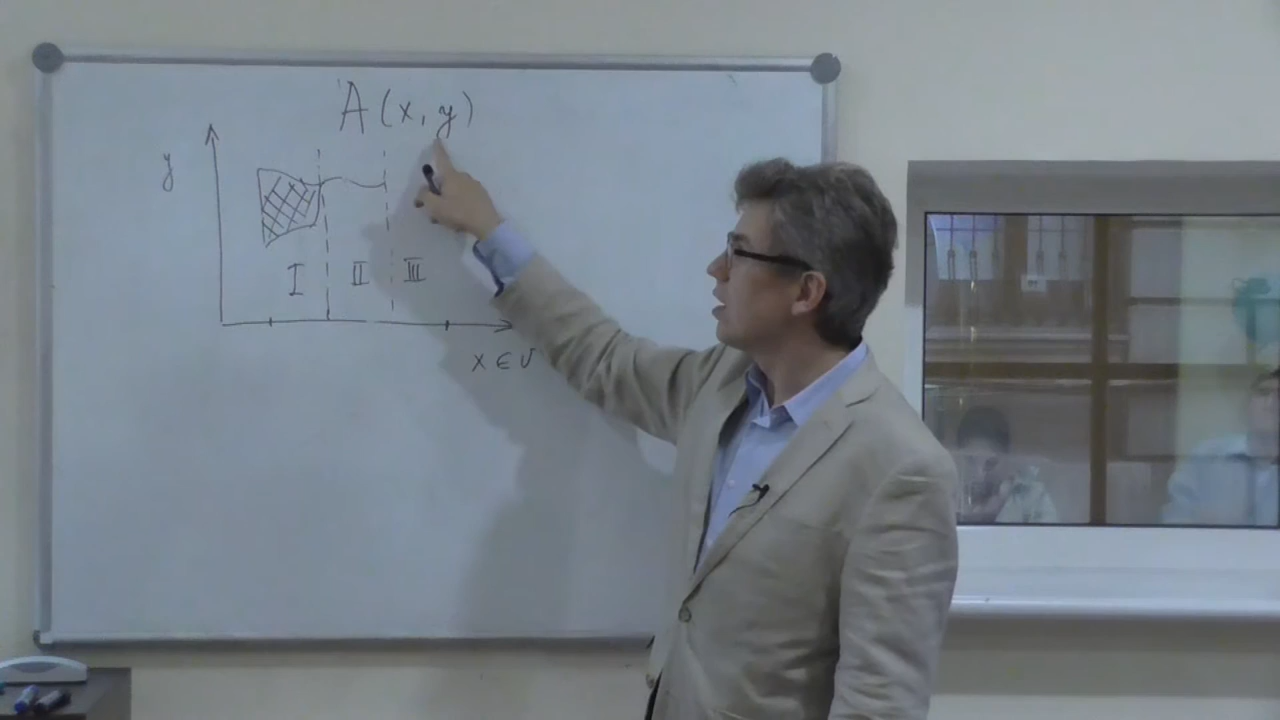 A(x, y)
y
I II III
x ∈ U